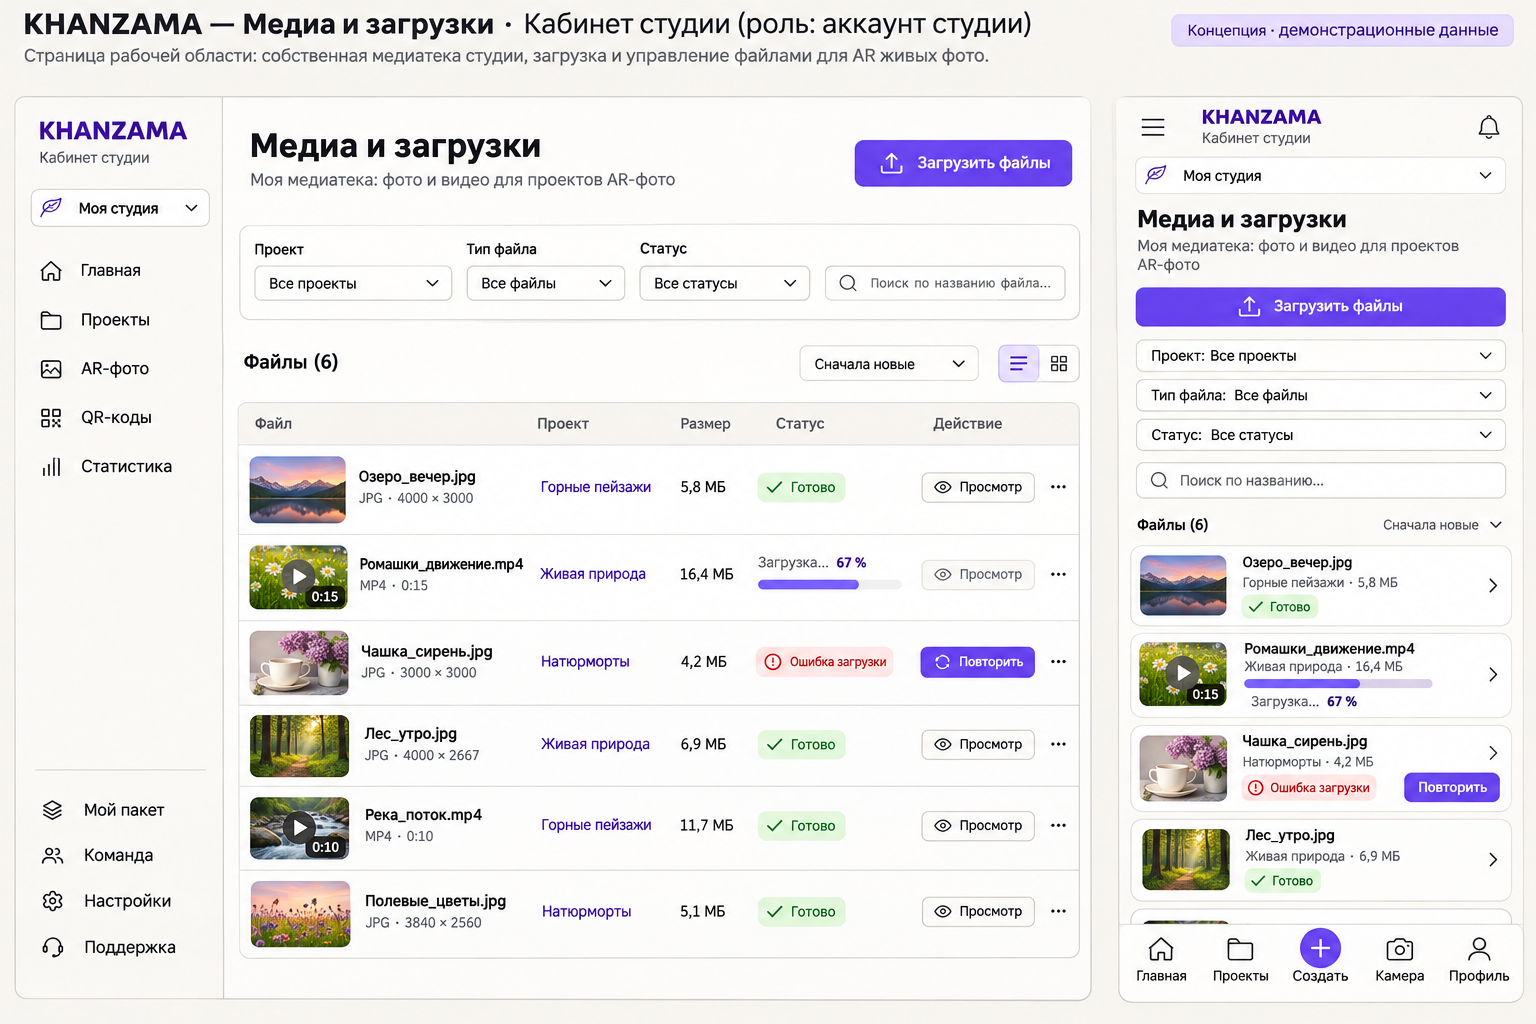 KHANZAMA — Медиа и загрузки · Кабинет студии (роль: аккаунт студии)
Страница рабочей области: собственная медиатека студии, загрузка и управление файлами для AR живых фото.
Концепция · демонстрационные данные
KHANZAMA
Кабинет студии
Моя студия
Главная
Проекты
AR-фото
QR-коды
Статистика
Мой пакет
Команда
Настройки
Поддержка
Медиа и загрузки
Моя медиатека: фото и видео для проектов AR-фото
Загрузить файлы
Проект
Тип файла
Статус
Все проекты
Все файлы
Все статусы
Поиск по названию файла...
Файлы (6)
Сначала новые
Файл
Проект
Размер
Статус
Действие
Озеро_вечер.jpg
JPG · 4000 × 3000
Горные пейзажи
5,8 МБ
Готово
Просмотр
0:15
Ромашки_движение.mp4
MP4 · 0:15
Живая природа
16,4 МБ
Загрузка... 67 %
Просмотр
Чашка_сирень.jpg
JPG · 3000 × 3000
Натюрморты
4,2 МБ
Ошибка загрузки
Повторить
Лес_утро.jpg
JPG · 4000 × 2667
Живая природа
6,9 МБ
Готово
Просмотр
0:10
Река_поток.mp4
MP4 · 0:10
Горные пейзажи
11,7 МБ
Готово
Просмотр
Полевые_цветы.jpg
JPG · 3840 × 2560
Натюрморты
5,1 МБ
Готово
Просмотр
KHANZAMA
Кабинет студии
Моя студия
Медиа и загрузки
Моя медиатека: фото и видео для проектов
AR-фото
Загрузить файлы
Проект: Все проекты
Тип файла: Все файлы
Статус: Все статусы
Поиск по названию...
Файлы (6)
Сначала новые
Озеро_вечер.jpg
Горные пейзажи · 5,8 МБ
Готово
0:15
Ромашки_движение.mp4
Живая природа · 16,4 МБ
Загрузка... 67 %
Чашка_сирень.jpg
Натюрморты · 4,2 МБ
Ошибка загрузки
Повторить
Лес_утро.jpg
Живая природа · 6,9 МБ
Готово
Главная
Проекты
Создать
Камера
Профиль